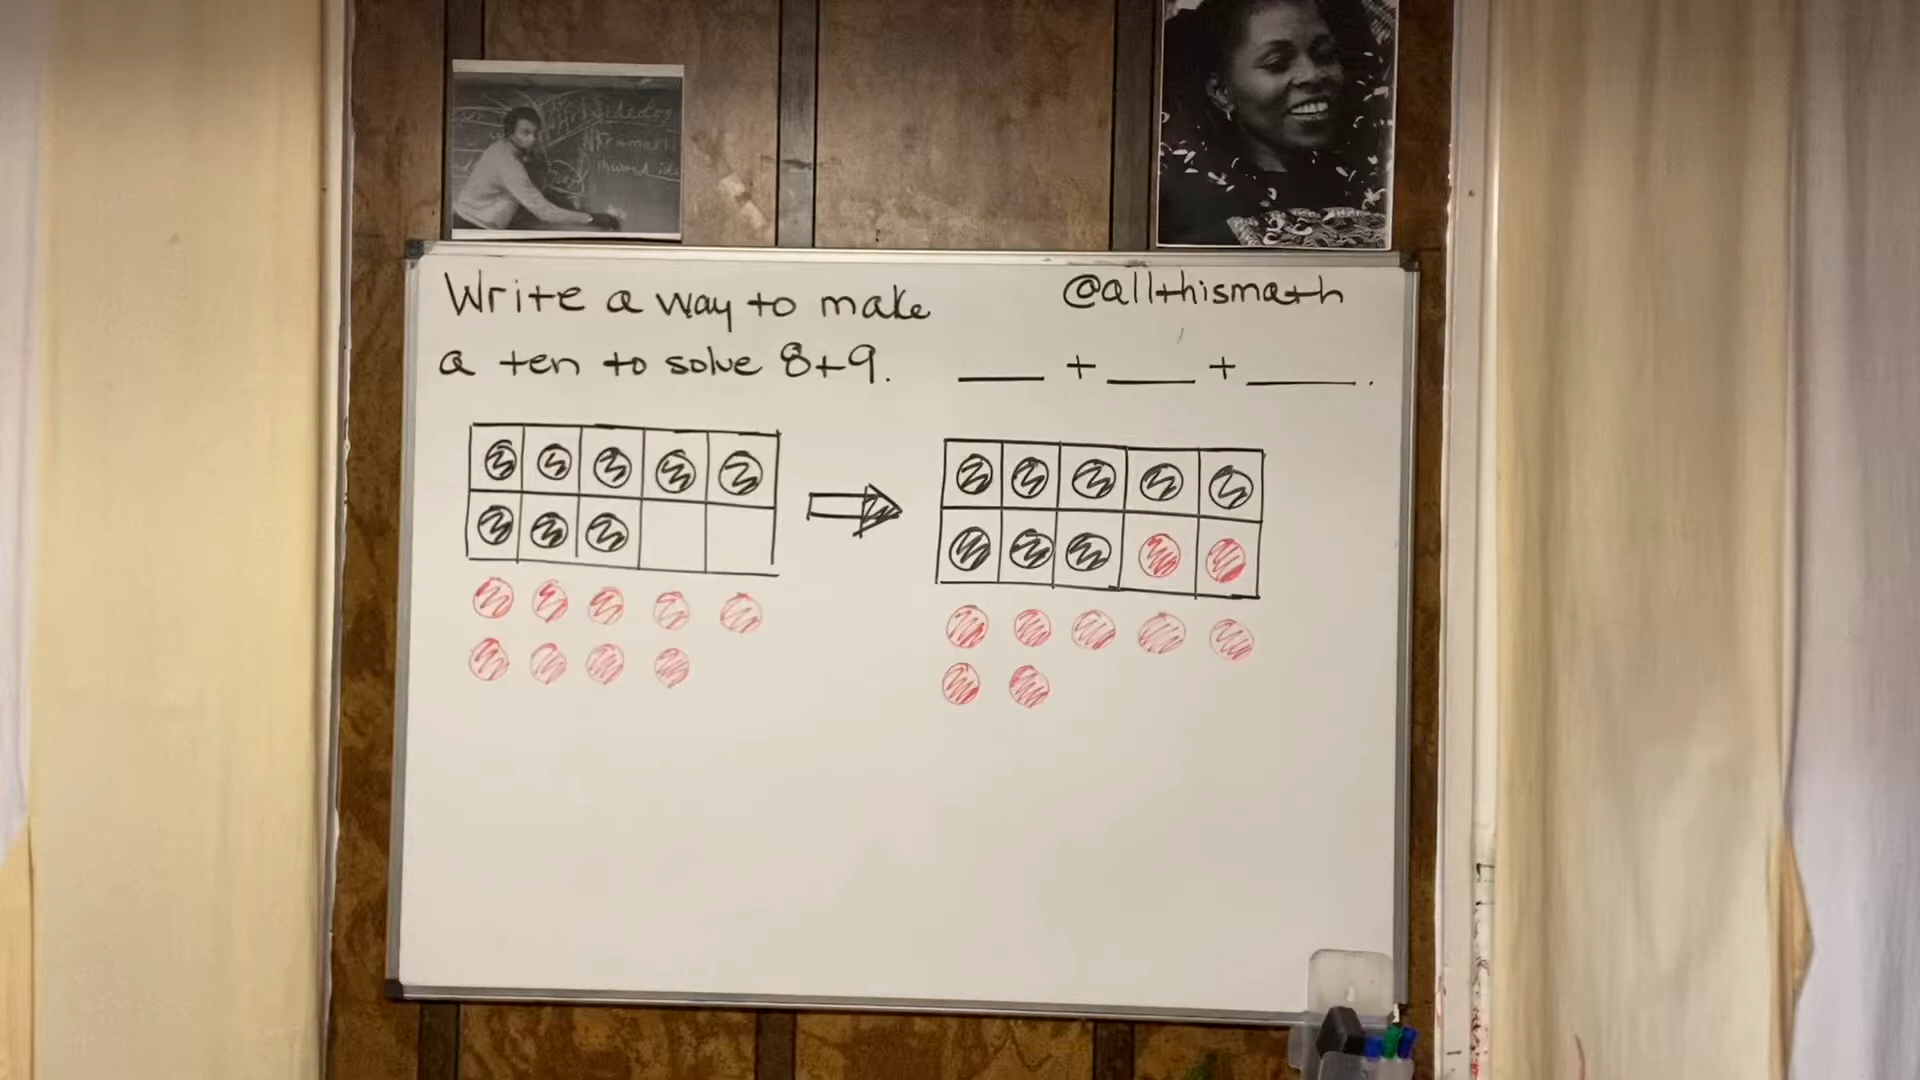 Write a way to make
a ten to solve 8+9.
@allthismath
___ + ___ + ___.